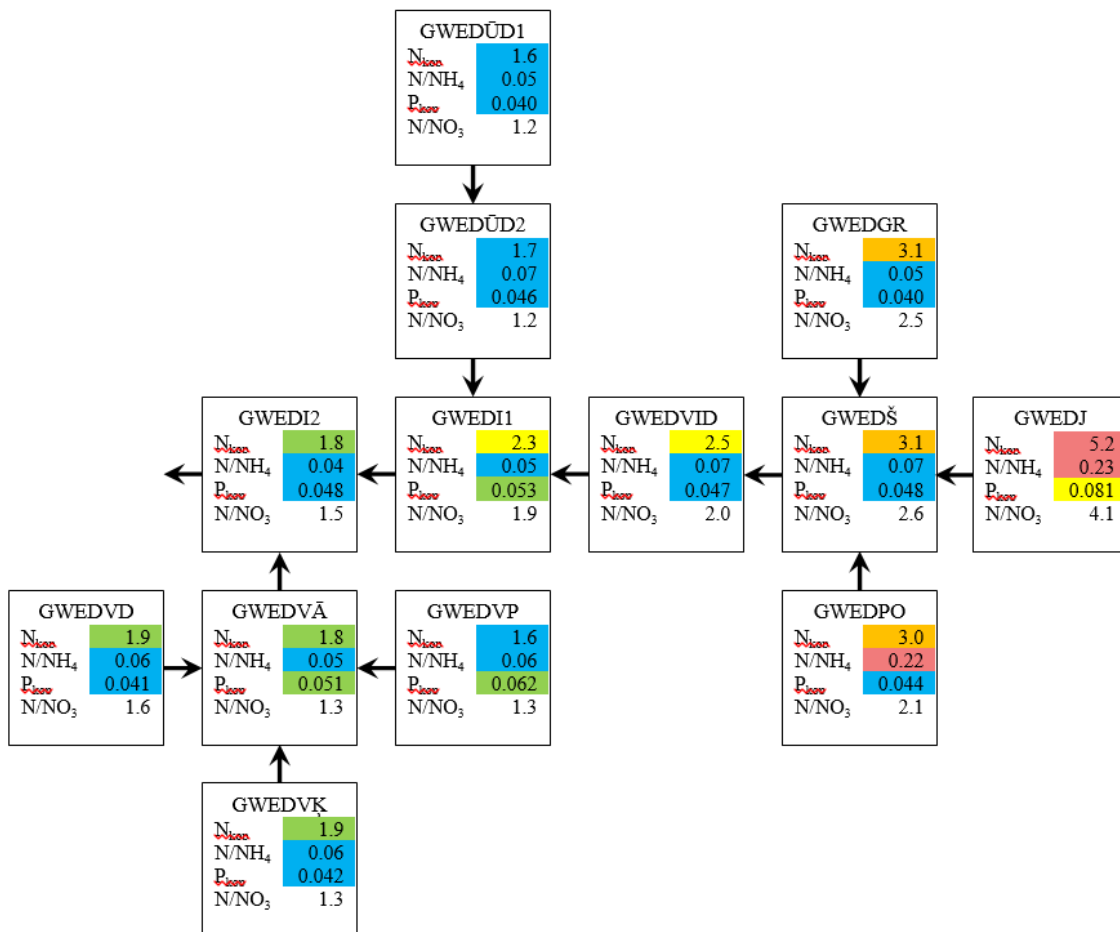 GWEDŪD1
Nkop 1.6
N/NH4 0.05
Pkop 0.040
N/NO3 1.2
GWEDŪD2
Nkop 1.7
N/NH4 0.07
Pkop 0.046
N/NO3 1.2
GWEDGR
Nkop 3.1
N/NH4 0.05
Pkop 0.040
N/NO3 2.5
GWEDI2
Nkop 1.8
N/NH4 0.04
Pkop 0.048
N/NO3 1.5
GWEDI1
Nkop 2.3
N/NH4 0.05
Pkop 0.053
N/NO3 1.9
GWEDVID
Nkop 2.5
N/NH4 0.07
Pkop 0.047
N/NO3 2.0
GWEDŠ
Nkop 3.1
N/NH4 0.07
Pkop 0.048
N/NO3 2.6
GWEDJ
Nkop 5.2
N/NH4 0.23
Pkop 0.081
N/NO3 4.1
GWEDVD
Nkop 1.9
N/NH4 0.06
Pkop 0.041
N/NO3 1.6
GWEDVĀ
Nkop 1.8
N/NH4 0.05
Pkop 0.051
N/NO3 1.3
GWEDVP
Nkop 1.6
N/NH4 0.06
Pkop 0.062
N/NO3 1.3
GWEDPO
Nkop 3.0
N/NH4 0.22
Pkop 0.044
N/NO3 2.1
GWEDVĶ
Nkop 1.9
N/NH4 0.06
Pkop 0.042
N/NO3 1.3